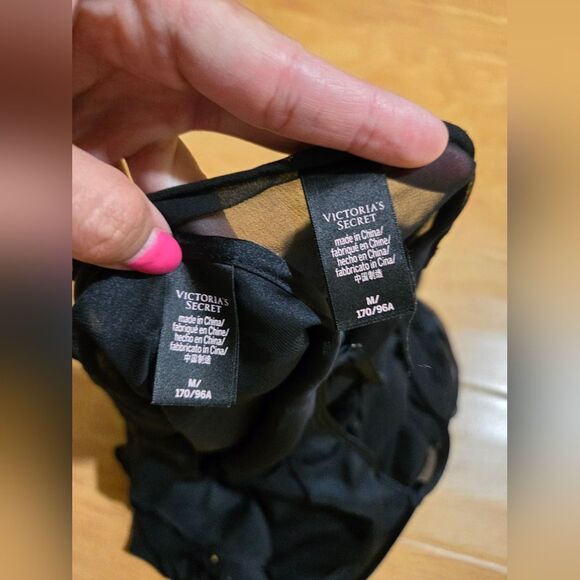 VICTORIA'S
SECRET
made in China/
fabriqué en Chine/
hecho en China/
fabbricato in Cina/
中国制造
M/
170/96A
VICTORIA'S
SECRET
made in China/
fabriqué en Chine/
hecho en China/
fabbricato in Cina/
中国制造
M/
170/96A